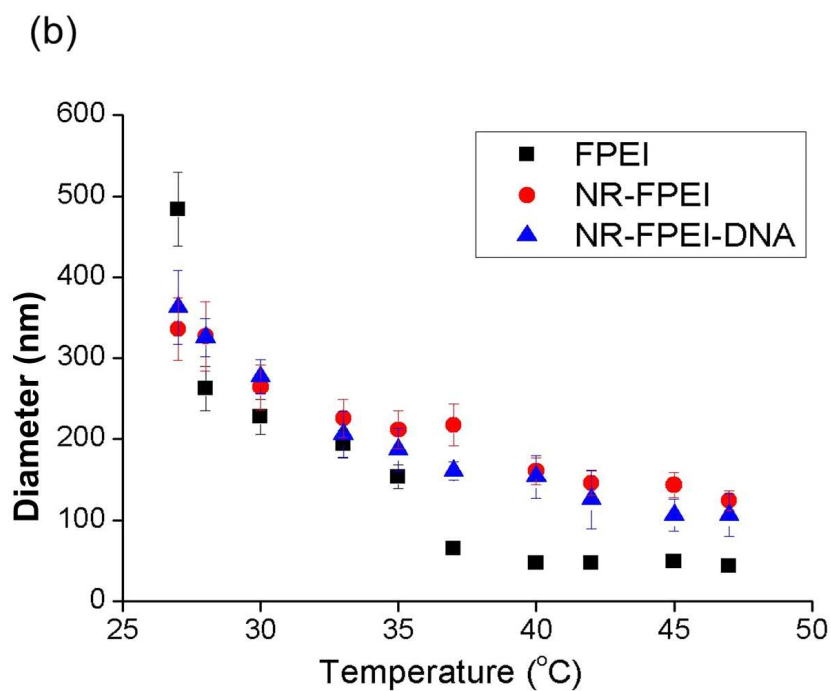 (b)
600
500
400
300
200
100
0
Diameter (nm)
FPEI
NR-FPEI
NR-FPEI-DNA
25 30 35 40 45 50
Temperature (°C)